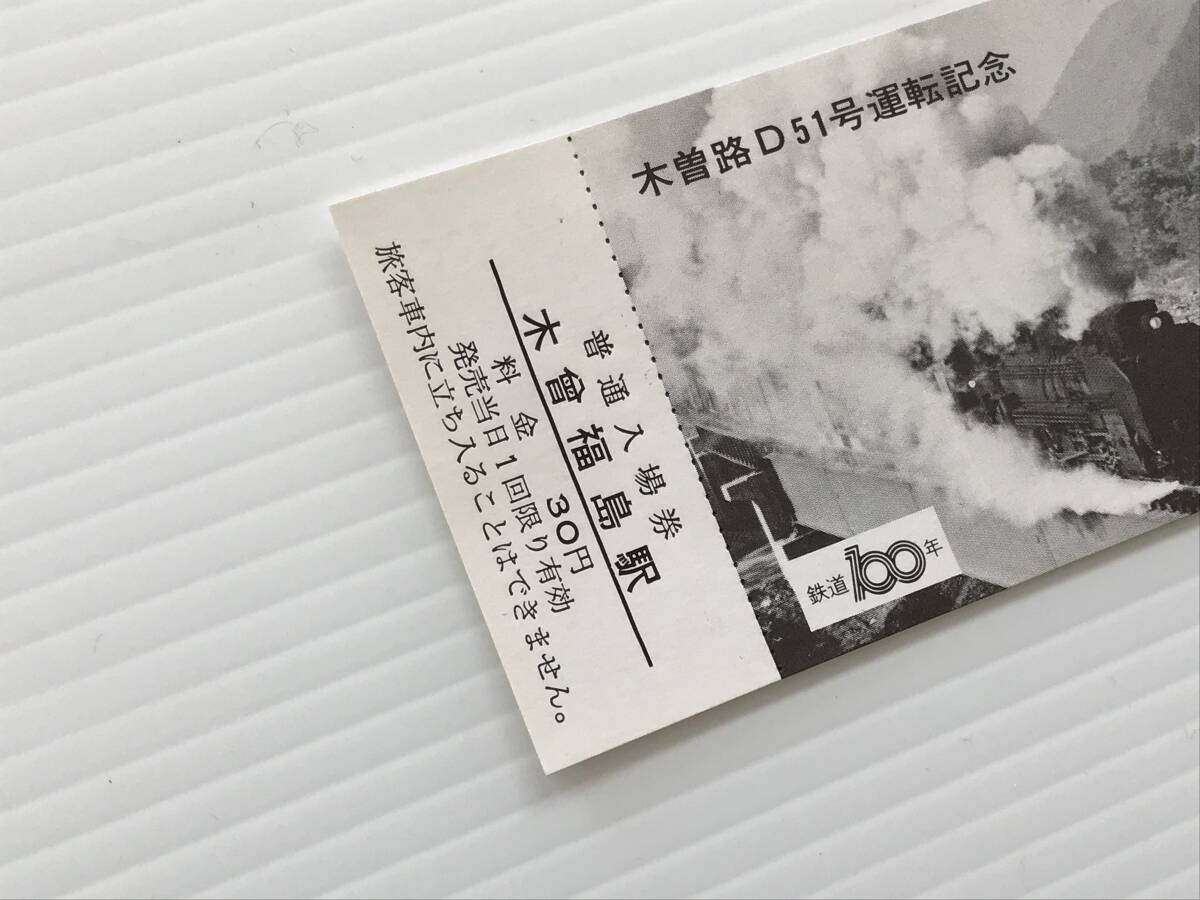 木曽路D51号運転記念
鉄道100年
普通入場券
木曾福島駅
料金 30円
発売当日1回限り有効
旅客車内に立ち入ることはできません。